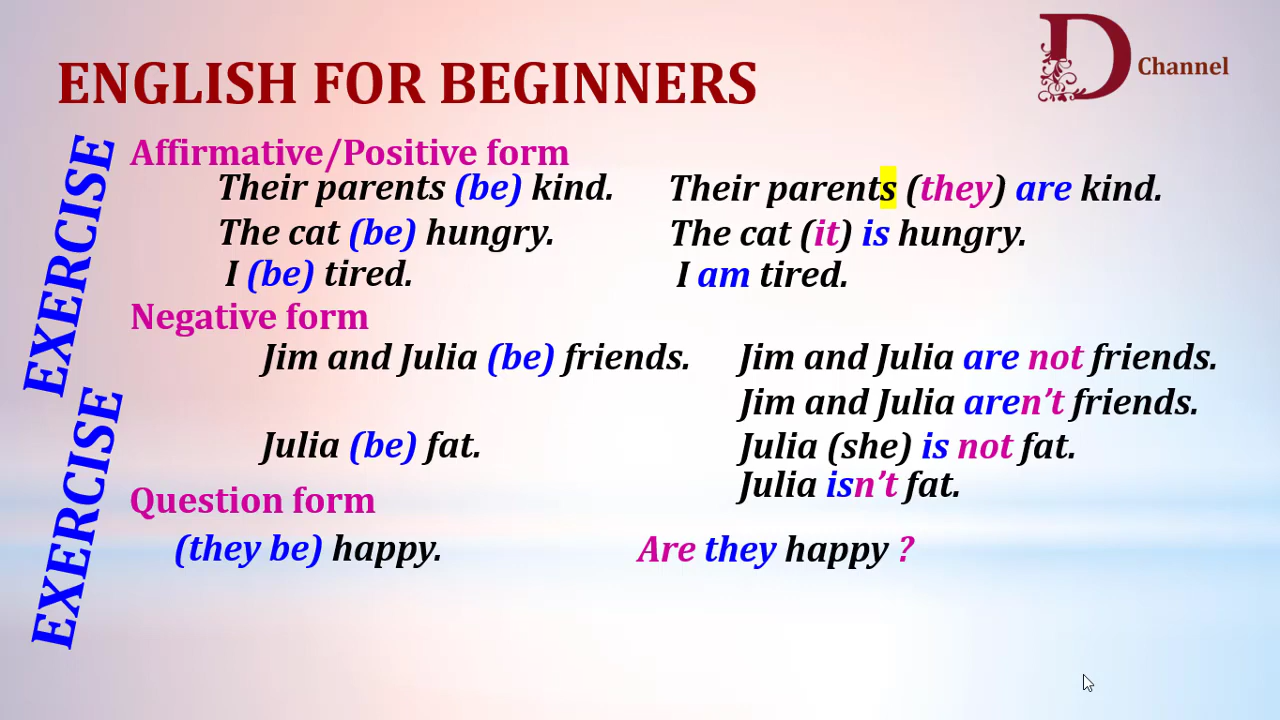 D Channel
ENGLISH FOR BEGINNERS
EXERCISE
EXERCISE
Affirmative/Positive form
Their parents (be) kind. Their parents (they) are kind.
The cat (be) hungry. The cat (it) is hungry.
I (be) tired. I am tired.
Negative form
Jim and Julia (be) friends. Jim and Julia are not friends.
Jim and Julia aren't friends.
Julia (be) fat. Julia (she) is not fat.
Julia isn't fat.
Question form
(they be) happy. Are they happy ?